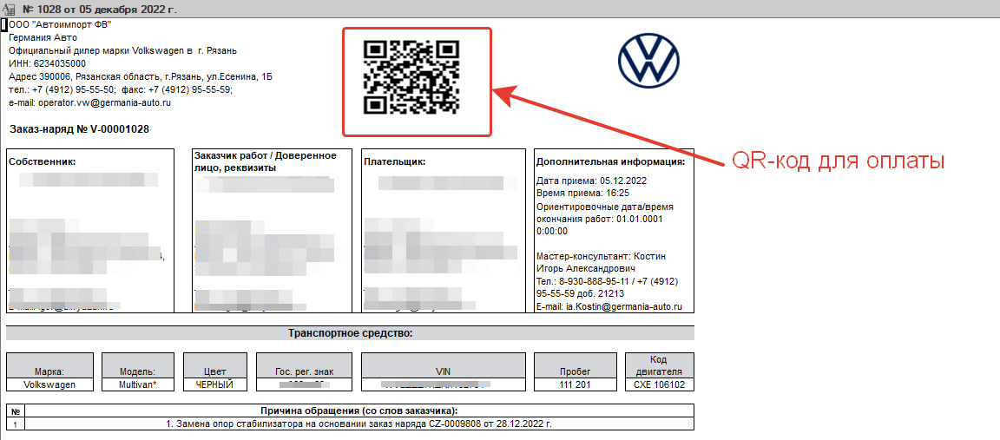 № 1028 от 05 декабря 2022 г.
ООО "Автоимпорт ФВ"
Германия Авто
Официальный дилер марки Volkswagen в г. Рязань
ИНН: 6234035000
Адрес 390006, Рязанская область, г.Рязань, ул.Есенина, 1Б
тел.: +7 (4912) 95-55-50; факс: +7 (4912) 95-55-59;
e-mail: operator.vw@germania-auto.ru
Заказ-наряд № V-00001028
QR-код для оплаты
Собственник:
Заказчик работ / Доверенное
лицо, реквизиты
Плательщик:
Дополнительная информация:
Дата приема: 05.12.2022
Время приема: 16:25
Ориентировочные дата/время
окончания работ: 01.01.0001
0:00:00
Мастер-консультант: Костин
Игорь Александрович
Тел.: 8-930-888-95-11 / +7 (4912)
95-55-59 доб. 21213
E-mail: ia.Kostin@germania-auto.ru
Транспортное средство:
Марка: Модель: Цвет Гос. рег. знак VIN Пробег Код двигателя
Volkswagen Multivan* ЧЕРНЫЙ 111 201 CXE 106102
№ Причина обращения (со слов заказчика):
1 1. Замена опор стабилизатора на основании заказ наряда CZ-0009808 от 28.12.2022 г.